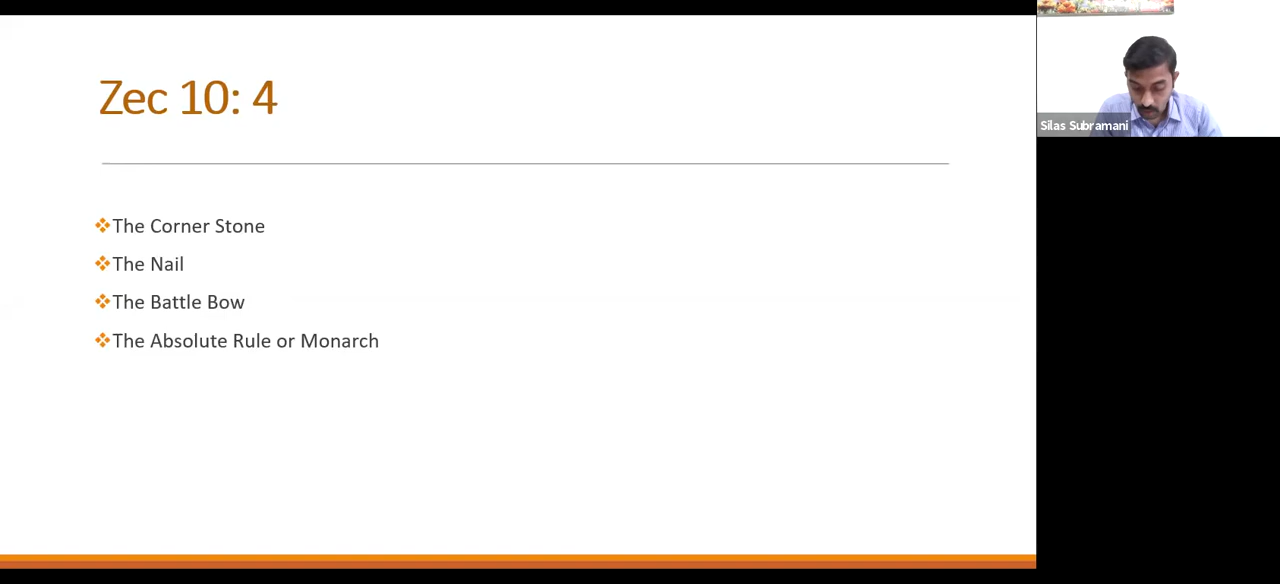 Zec 10: 4
The Corner Stone
The Nail
The Battle Bow
The Absolute Rule or Monarch
Silas Subramani